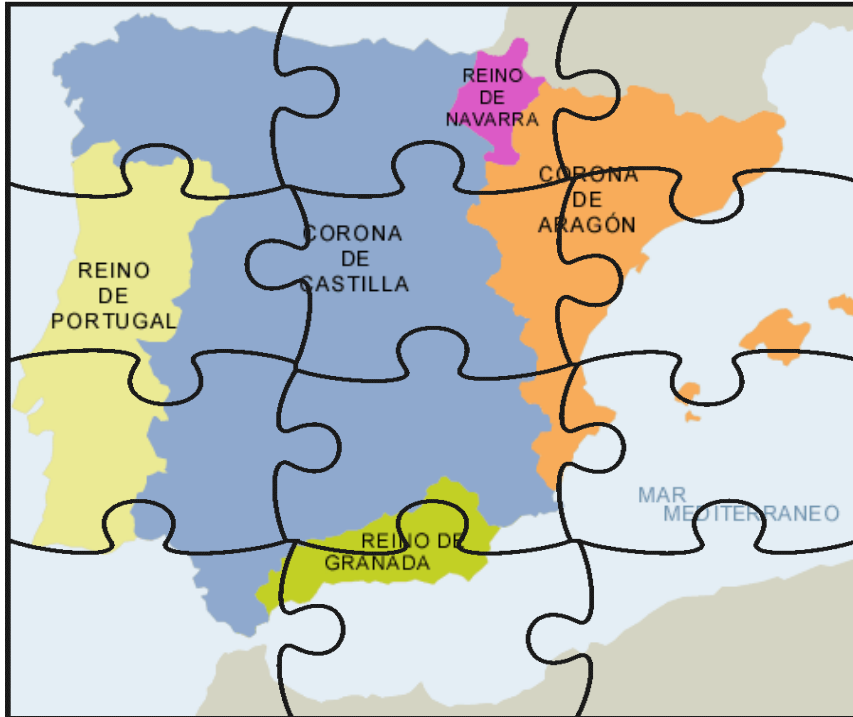 REINO
DE
NAVARRA
CORONA
DE
ARAGÓN
CORONA
DE
CASTILLA
REINO
DE
PORTUGAL
MAR
MEDITERRANEO
REINO DE
GRANADA